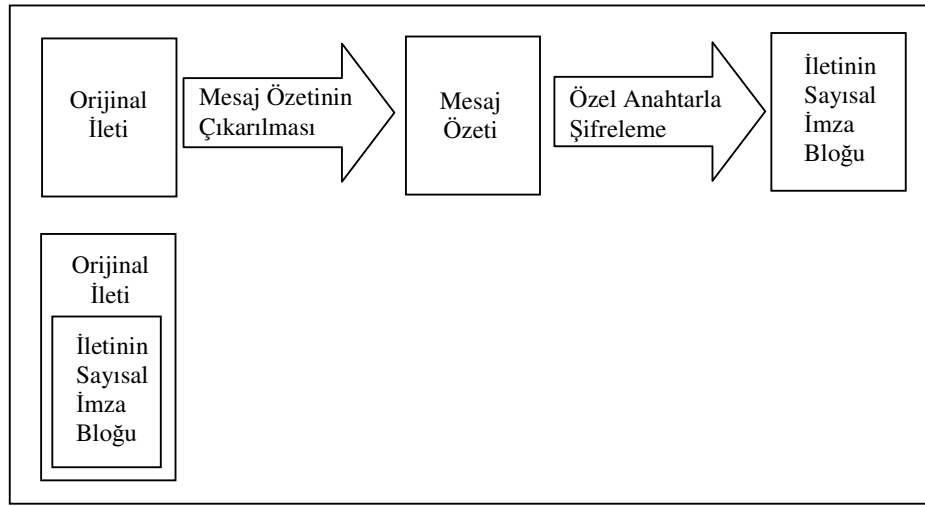 Orijinal
İleti
Mesaj Özetinin
Çıkarılması
Mesaj
Özeti
Özel Anahtarla
Şifreleme
İletinin
Sayısal
İmza
Bloğu
Orijinal
İleti
İletinin
Sayısal
İmza
Bloğu